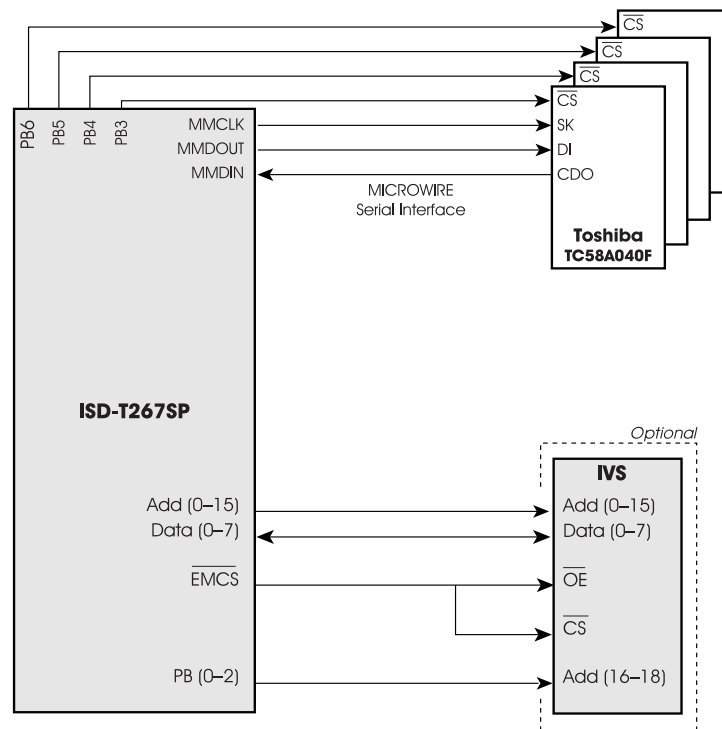 CS
CS
CS
PB6
PB5
PB4
PB3
CS
MMCLK
SK
MMDOUT
DI
MMDIN
CDO
MICROWIRE
Serial Interface
Toshiba
TC58A040F
ISD-T267SP
Optional
IVS
Add (0–15)
Add (0–15)
Data (0–7)
Data (0–7)
EMCS
OE
CS
PB (0–2)
Add (16–18)